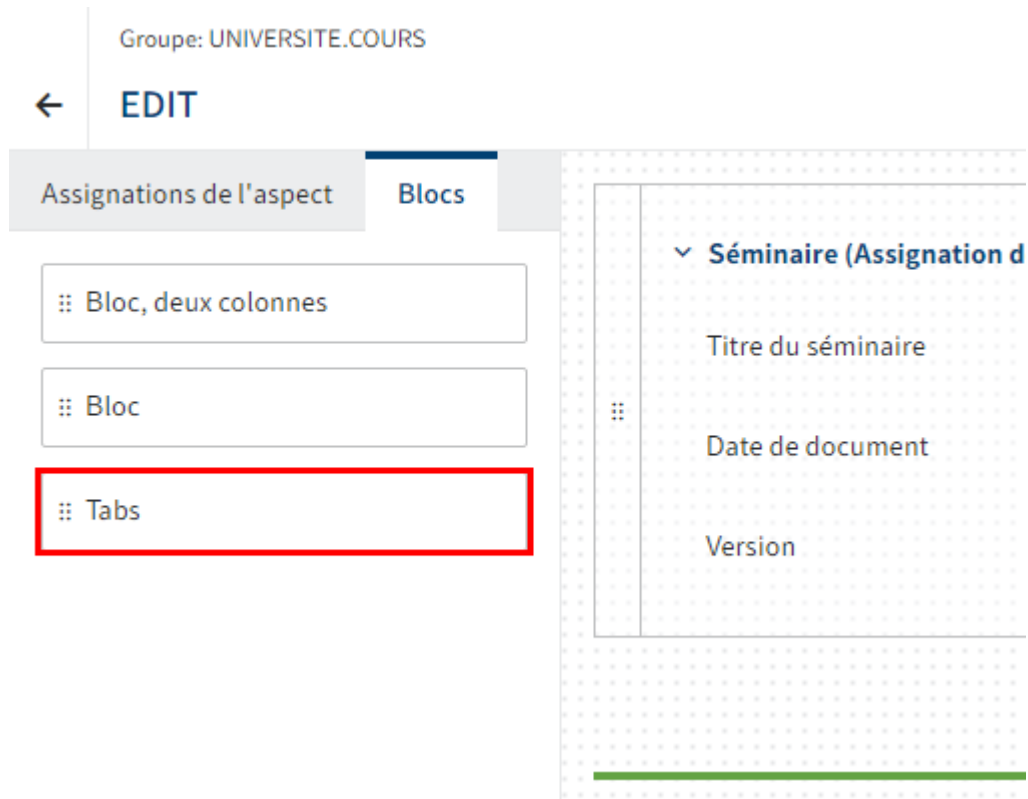 Groupe: UNIVERSITE.COURS
EDIT
Assignations de l'aspect
Blocs
Bloc, deux colonnes
Bloc
Tabs
Séminaire (Assignation d
Titre du séminaire
Date de document
Version